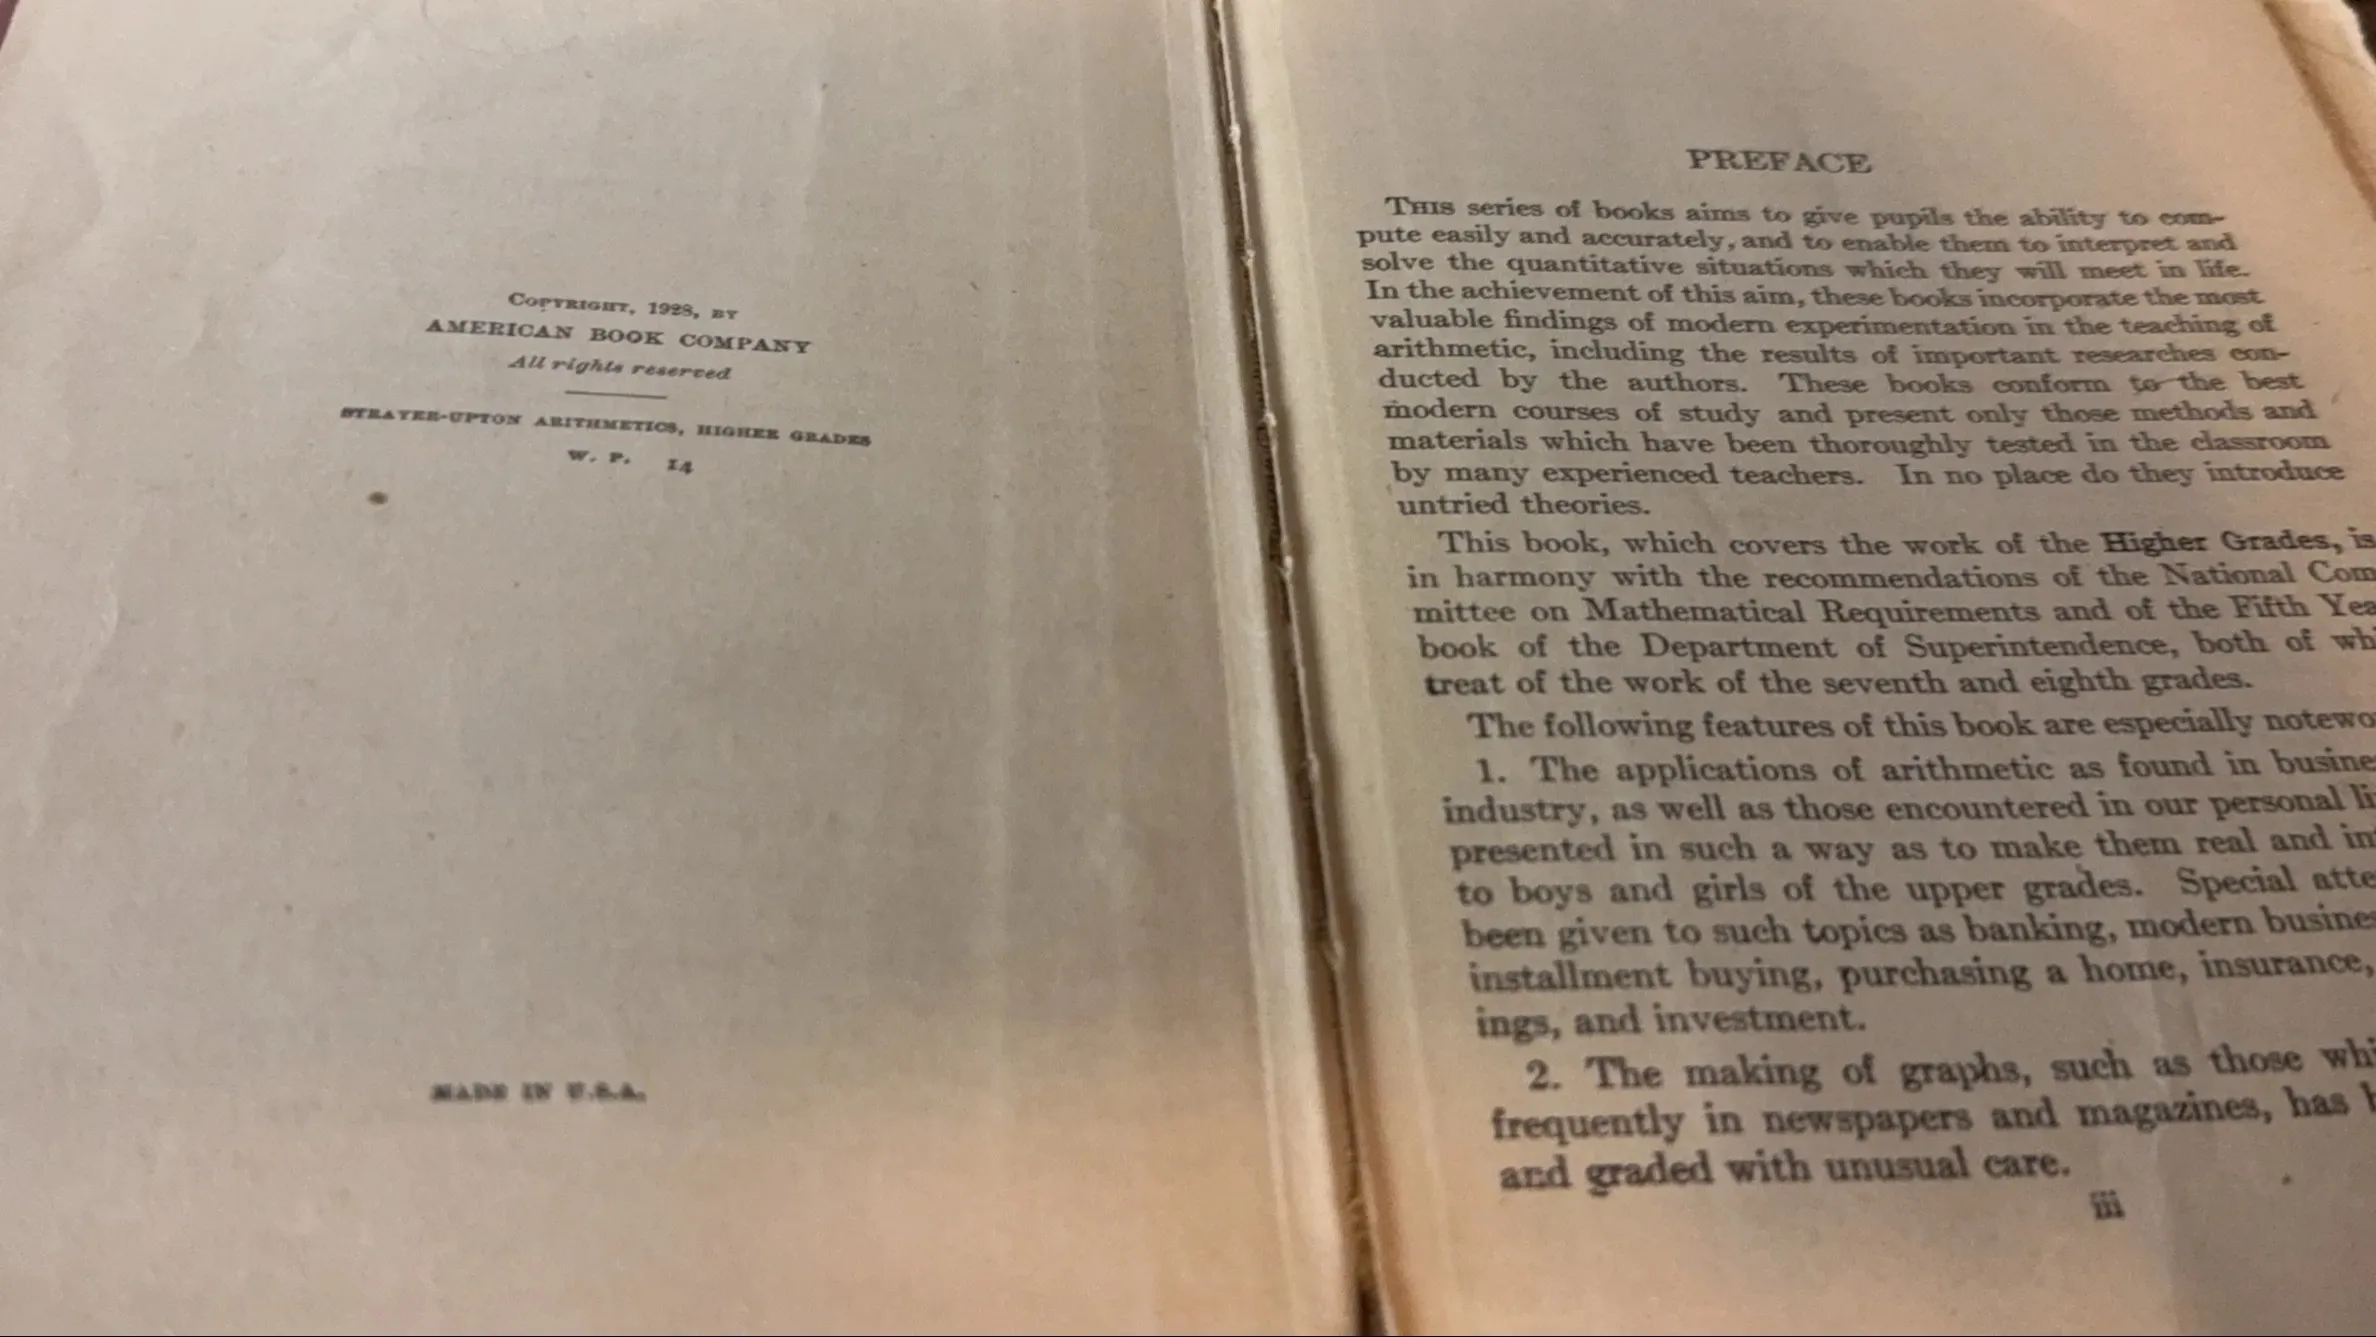 COPYRIGHT, 1928, BY
AMERICAN BOOK COMPANY
All rights reserved
STRAYER-UPTON ARITHMETICS, HIGHER GRADES
W. P. 14
MADE IN U.S.A.
PREFACE
THIS series of books aims to give pupils the ability to com-
pute easily and accurately, and to enable them to interpret and
solve the quantitative situations which they will meet in life.
In the achievement of this aim, these books incorporate the most
valuable findings of modern experimentation in the teaching of
arithmetic, including the results of important researches con-
ducted by the authors. These books conform to the best
modern courses of study and present only those methods and
materials which have been thoroughly tested in the classroom
by many experienced teachers. In no place do they introduce
untried theories.
This book, which covers the work of the Higher Grades, is
in harmony with the recommendations of the National Com
mittee on Mathematical Requirements and of the Fifth Yea
book of the Department of Superintendence, both of whi
treat of the work of the seventh and eighth grades.
The following features of this book are especially notewo
1. The applications of arithmetic as found in busine
industry, as well as those encountered in our personal li
presented in such a way as to make them real and in
to boys and girls of the upper grades. Special atte
been given to such topics as banking, modern busines
installment buying, purchasing a home, insurance,
ings, and investment.
2. The making of graphs, such as those whi
frequently in newspapers and magazines, has b
and graded with unusual care.
iii